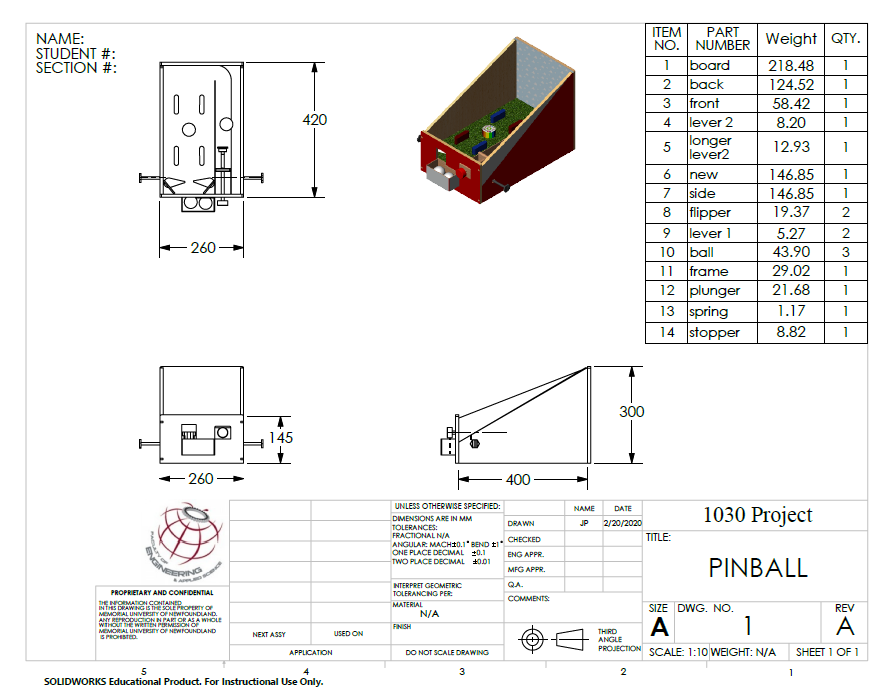 NAME:
STUDENT #:
SECTION #:
420
260
ITEM NO. PART NUMBER Weight QTY.
1 board 218.48 1
2 back 124.52 1
3 front 58.42 1
4 lever 2 8.20 1
5 longer lever2 12.93 1
6 new 146.85 1
7 side 146.85 1
8 flipper 19.37 2
9 lever 1 5.27 2
10 ball 43.90 3
11 frame 29.02 1
12 plunger 21.68 1
13 spring 1.17 1
14 stopper 8.82 1
145
260
300
400
FACULTY OF
ENGINEERING
& APPLIED SCIENCE
PROPRIETARY AND CONFIDENTIAL
THE INFORMATION CONTAINED
IN THIS DRAWING IS THE SOLE PROPERTY OF
MEMORIAL UNIVERSITY OF NEWFOUNDLAND.
ANY REPRODUCTION IN PART OR AS A WHOLE
WITHOUT THE WRITTEN PERMISSION OF
MEMORIAL UNIVERSITY OF NEWFOUNDLAND
IS PROHIBITED.
NEXT ASSY USED ON
APPLICATION
UNLESS OTHERWISE SPECIFIED:
DIMENSIONS ARE IN MM
TOLERANCES:
FRACTIONAL N/A
ANGULAR: MACH±0.1° BEND ±1°
ONE PLACE DECIMAL ±0.1
TWO PLACE DECIMAL ±0.01
INTERPRET GEOMETRIC
TOLERANCING PER:
MATERIAL
N/A
FINISH
DO NOT SCALE DRAWING
NAME DATE
DRAWN JP 2/20/2020
CHECKED
ENG APPR.
MFG APPR.
Q.A.
COMMENTS:
THIRD
ANGLE
PROJECTION
1030 Project
TITLE:
PINBALL
SIZE DWG. NO. REV
A 1 A
SCALE: 1:10 WEIGHT: N/A SHEET 1 OF 1
5 4 3 2 1
SOLIDWORKS Educational Product. For Instructional Use Only.